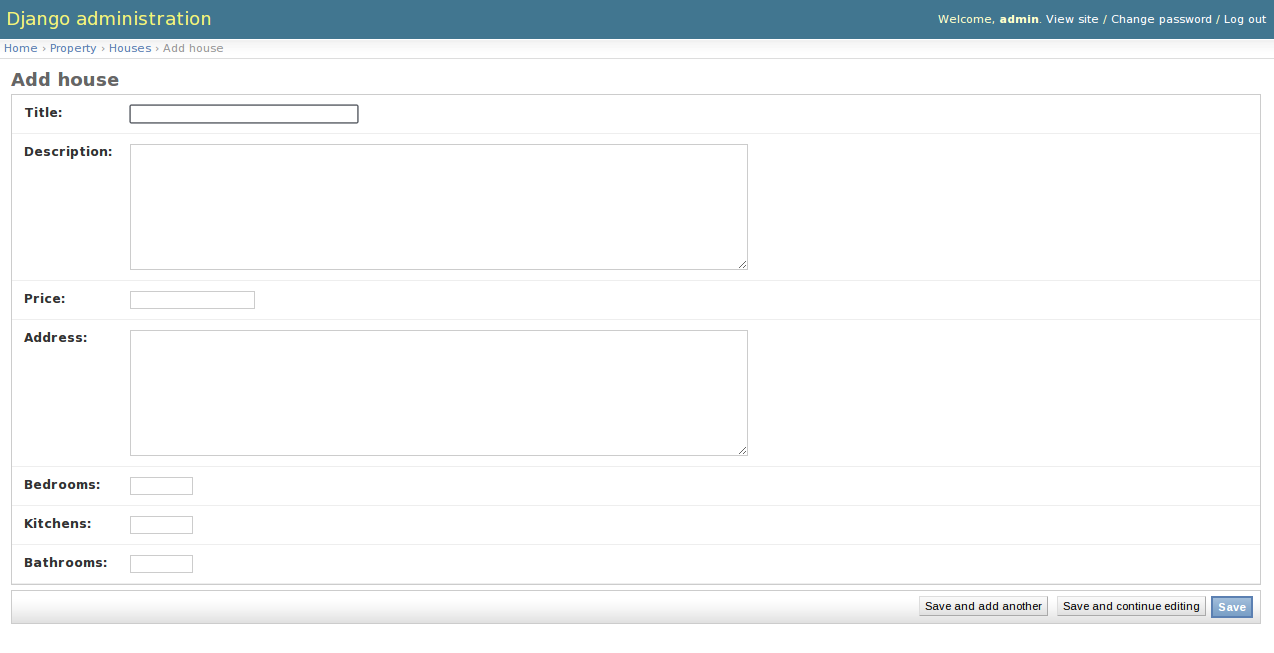 Django administration
Welcome, admin. View site / Change password / Log out
Home › Property › Houses › Add house
Add house
Title:
Description:
Price:
Address:
Bedrooms:
Kitchens:
Bathrooms:
Save and add another Save and continue editing Save